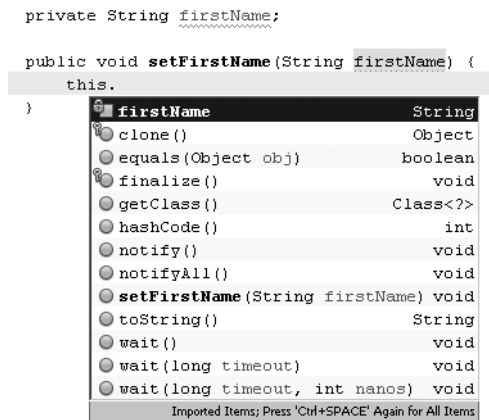 private String firstName;
public void setFirstName(String firstName) {
this.
}
firstName String
clone() Object
equals(Object obj) boolean
finalize() void
getClass() Class<?>
hashCode() int
notify() void
notifyAll() void
setFirstName(String firstName) void
toString() String
wait() void
wait(long timeout) void
wait(long timeout, int nanos) void
Imported Items; Press 'Ctrl+SPACE' Again for All Items